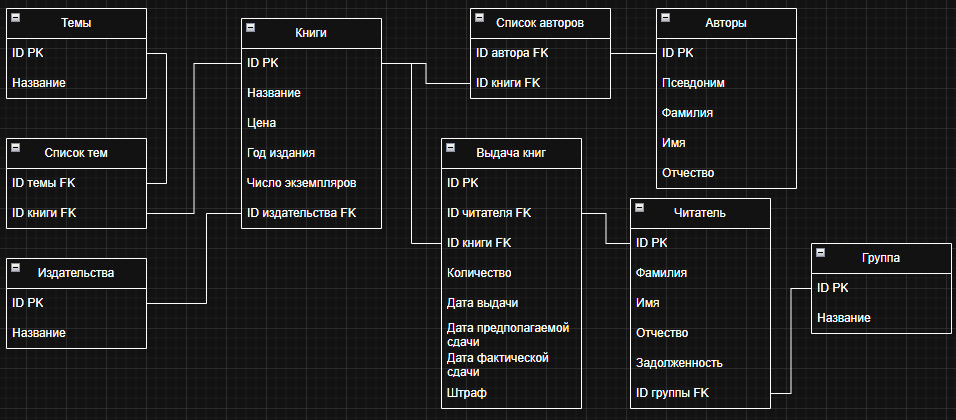 Темы
ID PK
Название
Список тем
ID темы FK
ID книги FK
Издательства
ID PK
Название
Книги
ID PK
Название
Цена
Год издания
Число экземпляров
ID издательства FK
Список авторов
ID автора FK
ID книги FK
Выдача книг
ID PK
ID читателя FK
ID книги FK
Количество
Дата выдачи
Дата предполагаемой
сдачи
Дата фактической
сдачи
Штраф
Авторы
ID PK
Псевдоним
Фамилия
Имя
Отчество
Читатель
ID PK
Фамилия
Имя
Отчество
Задолженность
ID группы FK
Группа
ID PK
Название